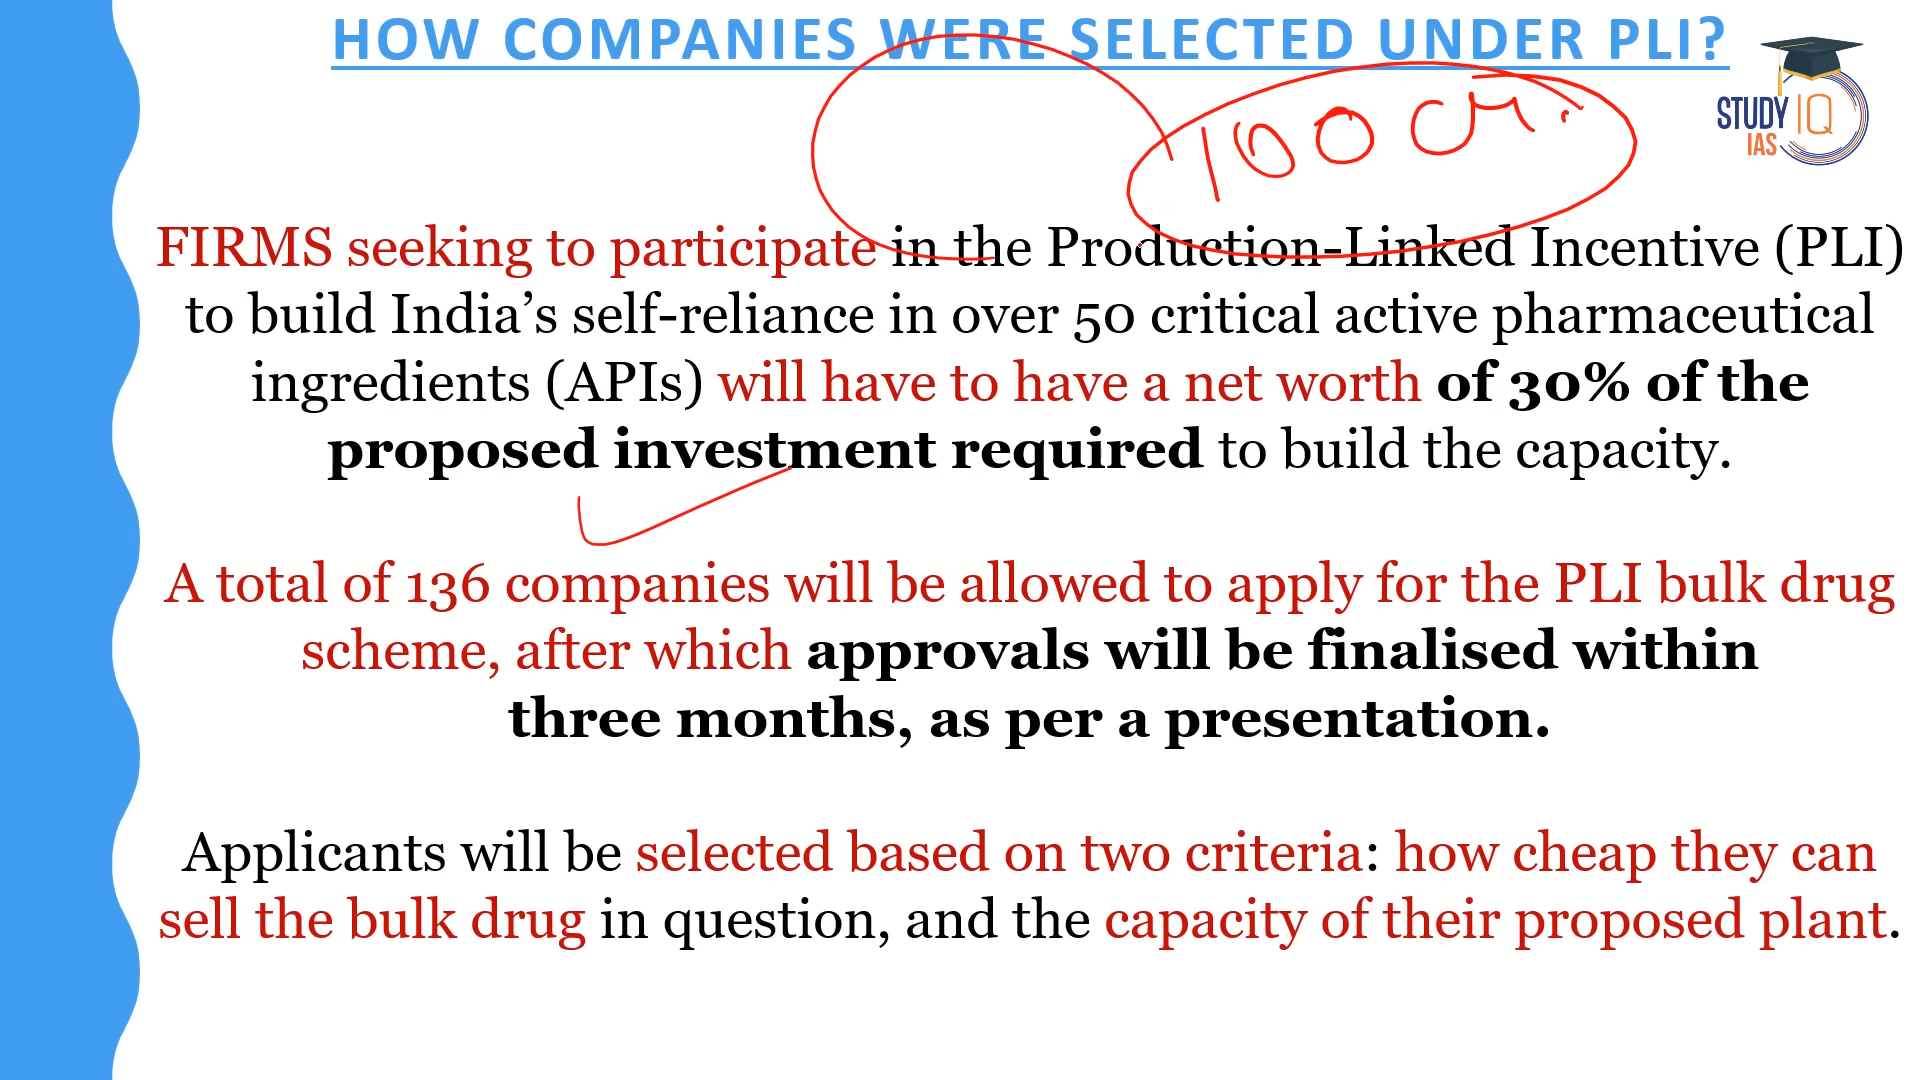 HOW COMPANIES WERE SELECTED UNDER PLI?
STUDY IQ
IAS
100 Cr.
FIRMS seeking to participate in the Production-Linked Incentive (PLI)
to build India’s self-reliance in over 50 critical active pharmaceutical
ingredients (APIs) will have to have a net worth of 30% of the
proposed investment required to build the capacity.
A total of 136 companies will be allowed to apply for the PLI bulk drug
scheme, after which approvals will be finalised within
three months, as per a presentation.
Applicants will be selected based on two criteria: how cheap they can
sell the bulk drug in question, and the capacity of their proposed plant.